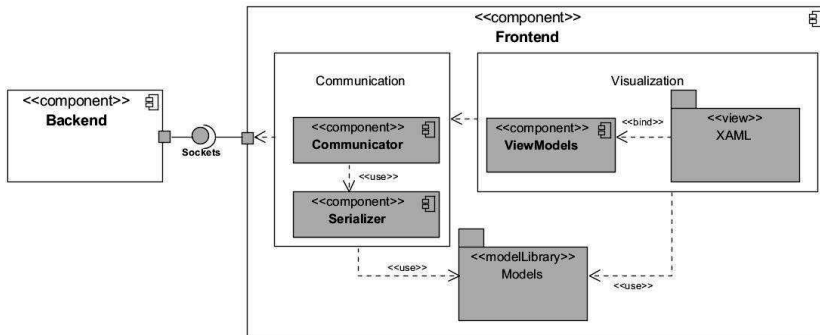 <<component>>
Frontend
Communication
Visualization
<<component>>
Backend
Sockets
<<component>>
Communicator
<<use>>
<<component>>
Serializer
<<component>>
ViewModels
<<bind>>
<<view>>
XAML
<<modelLibrary>>
Models
<<use>>
<<use>>